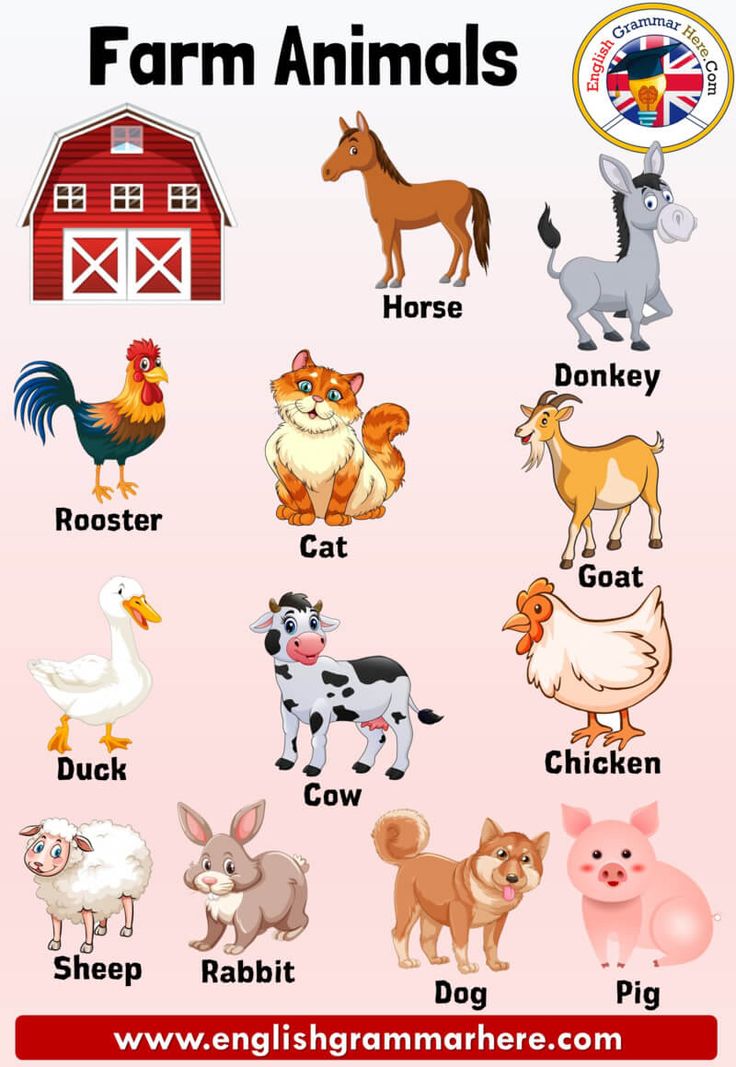 Farm Animals
English Grammar Here.Com
Horse
Donkey
Rooster
Cat
Goat
Duck
Cow
Chicken
Sheep
Rabbit
Dog
Pig
www.englishgrammarhere.com